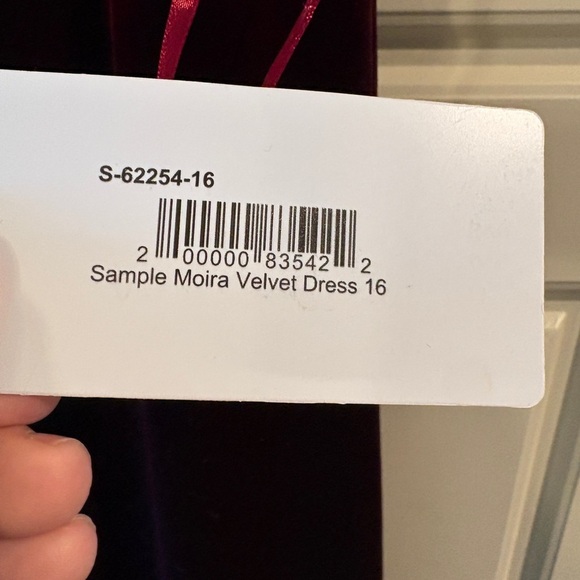 S-62254-16
2 00000 83542 2
Sample Moira Velvet Dress 16